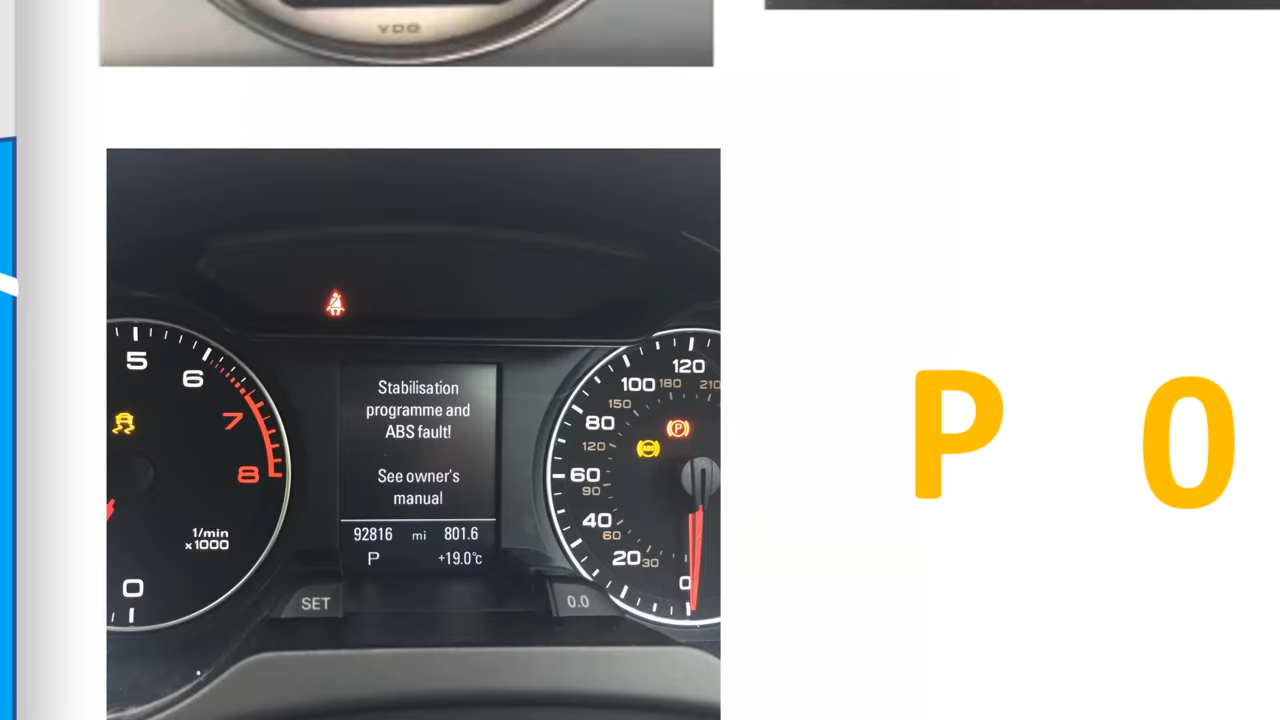 VDO
5
6
7
8
1/min
x1000
0
Stabilisation
programme and
ABS fault!
See owner's
manual
92816 mi 801.6
P +19.0°c
SET
0.0
120
100 180 210
150
80
120
60
90
40
60
20 30
0
P
ABS
P 0